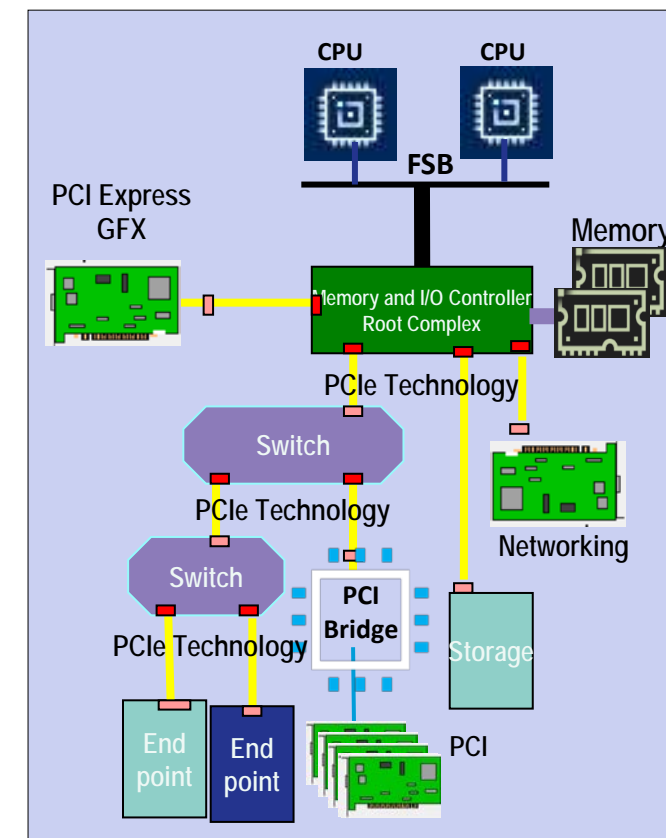 CPU
CPU
FSB
PCI Express
GFX
Memory
Memory and I/O Controller
Root Complex
PCIe Technology
Switch
PCIe Technology
Networking
Switch
PCI
Bridge
PCIe Technology
Storage
End
point
End
point
PCI